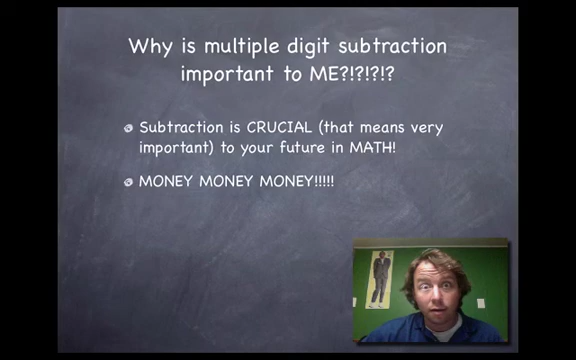 Why is multiple digit subtraction
important to ME?!?!?!?
Subtraction is CRUCIAL (that means very
important) to your future in MATH!
MONEY MONEY MONEY!!!!!